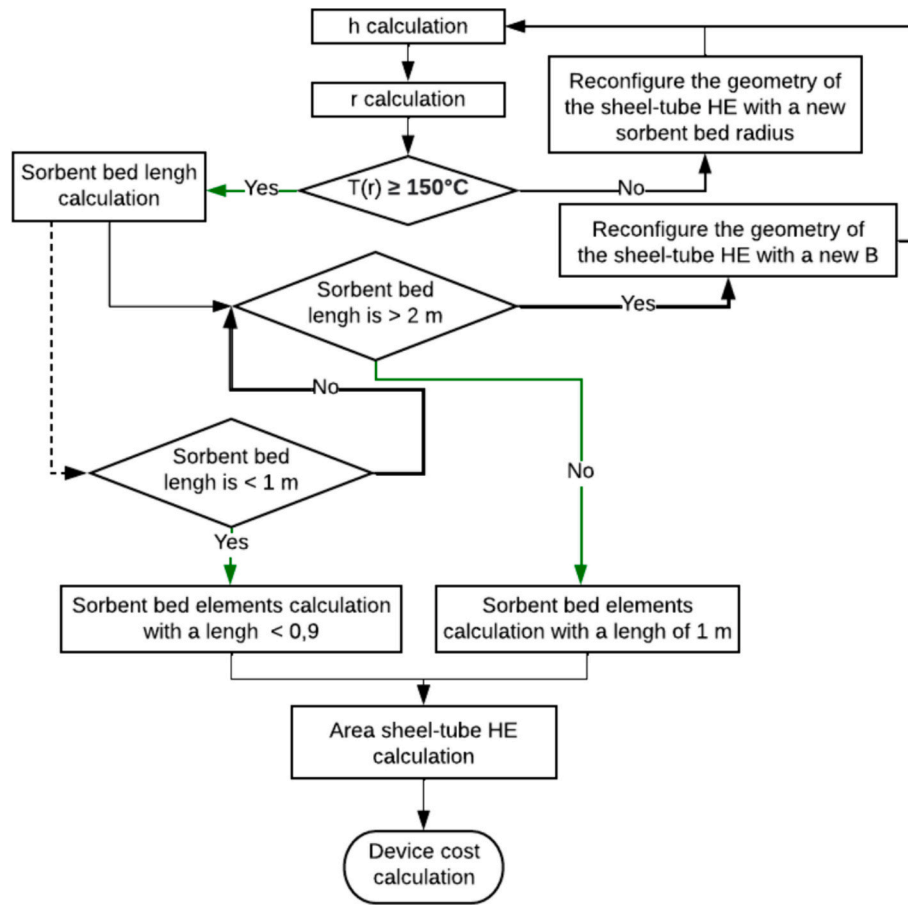 h calculation
Reconfigure the geometry of
the sheel-tube HE with a new
sorbent bed radius
r calculation
T(r) ≥ 150°C
Yes
No
Sorbent bed lengh
calculation
Reconfigure the geometry of
the sheel-tube HE with a new B
Sorbent bed
lengh is > 2 m
Yes
No
Sorbent bed
lengh is < 1 m
No
Yes
Sorbent bed elements calculation
with a lengh < 0,9
Sorbent bed elements
calculation with a lengh of 1 m
Area sheel-tube HE
calculation
Device cost
calculation